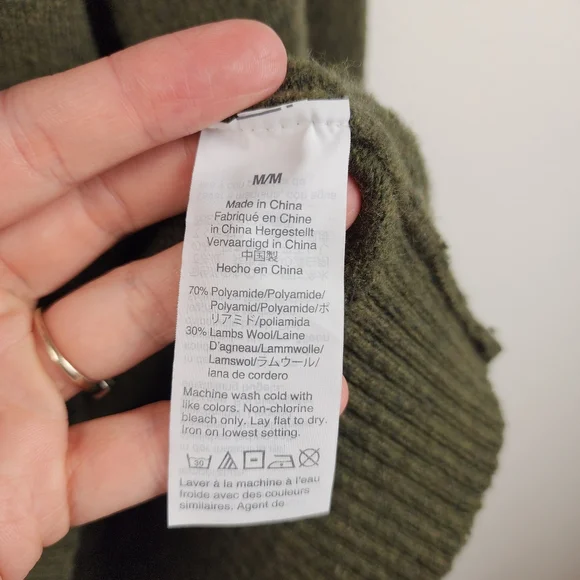 M/M
Made in China
Fabriqué en Chine
in China Hergestellt
Vervaardigd in China
中国製
Hecho en China
70% Polyamide/Polyamide/
Polyamid/Polyamide/ポ
リアミド/poliamida
30% Lambs Wool/Laine
D'agneau/Lammwolle/
Lamswol/ラムウール/
lana de cordero
Machine wash cold with
like colors. Non-chlorine
bleach only. Lay flat to dry.
Iron on lowest setting.
30
Laver à la machine à l'eau
froide avec des couleurs
similaires. Agent de